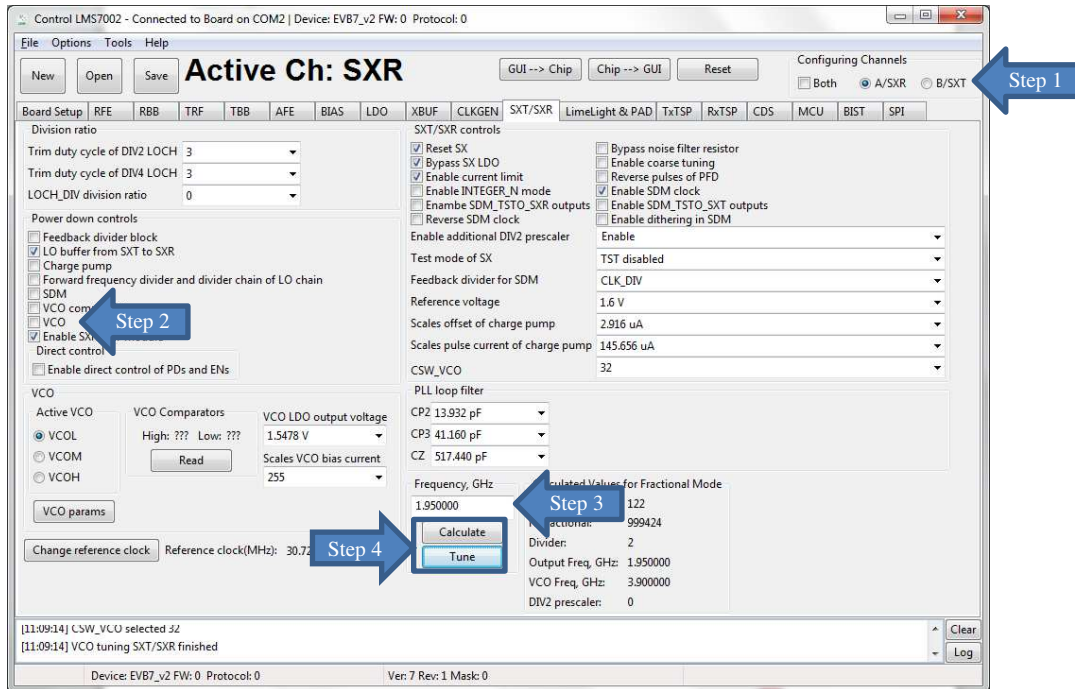 Control LMS7002 - Connected to Board on COM2 | Device: EVB7_v2 FW: 0 Protocol: 0
File Options Tools Help
New Open Save Active Ch: SXR GUI --> Chip Chip --> GUI Reset
Configuring Channels
Both A/SXR B/SXT
Step 1
Board Setup RFE RBB TRF TBB AFE BIAS LDO XBUF CLKGEN SXT/SXR LimeLight & PAD TxTSP RxTSP CDS MCU BIST SPI
Division ratio
Trim duty cycle of DIV2 LOCH 3
Trim duty cycle of DIV4 LOCH 3
LOCH_DIV division ratio 0
Power down controls
Feedback divider block
LO buffer from SXT to SXR
Charge pump
Forward frequency divider and divider chain of LO chain
SDM
VCO
VCO
Step 2
Enable
Direct control
Enable direct control of PDs and ENs
VCO
Active VCO
VCOL
VCOM
VCOH
VCO Comparators
High: ??? Low: ???
Read
VCO LDO output voltage
1.5478 V
Scales VCO bias current
255
VCO params
Change reference clock Reference clock(MHz): 30.72
Step 4
SXT/SXR controls
Reset SX
Bypass SX LDO
Enable current limit
Enable INTEGER_N mode
Enambe SDM_TSTO_SXR outputs
Reverse SDM clock
Bypass noise filter resistor
Enable coarse tuning
Reverse pulses of PFD
Enable SDM clock
Enable SDM_TSTO_SXT outputs
Enable dithering in SDM
Enable additional DIV2 prescaler Enable
Test mode of SX TST disabled
Feedback divider for SDM CLK_DIV
Reference voltage 1.6 V
Scales offset of charge pump 2.916 uA
Scales pulse current of charge pump 145.656 uA
CSW_VCO 32
PLL loop filter
CP2 13.932 pF
CP3 41.160 pF
CZ 517.440 pF
Frequency, GHz
1.950000
Calculate
Tune
Step 3
Values for Fractional Mode
122
999424
Divider: 2
Output Freq, GHz: 1.950000
VCO Freq, GHz: 3.900000
DIV2 prescaler: 0
[11:09:14] CSW_VCO selected 32
[11:09:14] VCO tuning SXT/SXR finished
Clear
Log
Device: EVB7_v2 FW: 0 Protocol: 0 Ver: 7 Rev: 1 Mask: 0